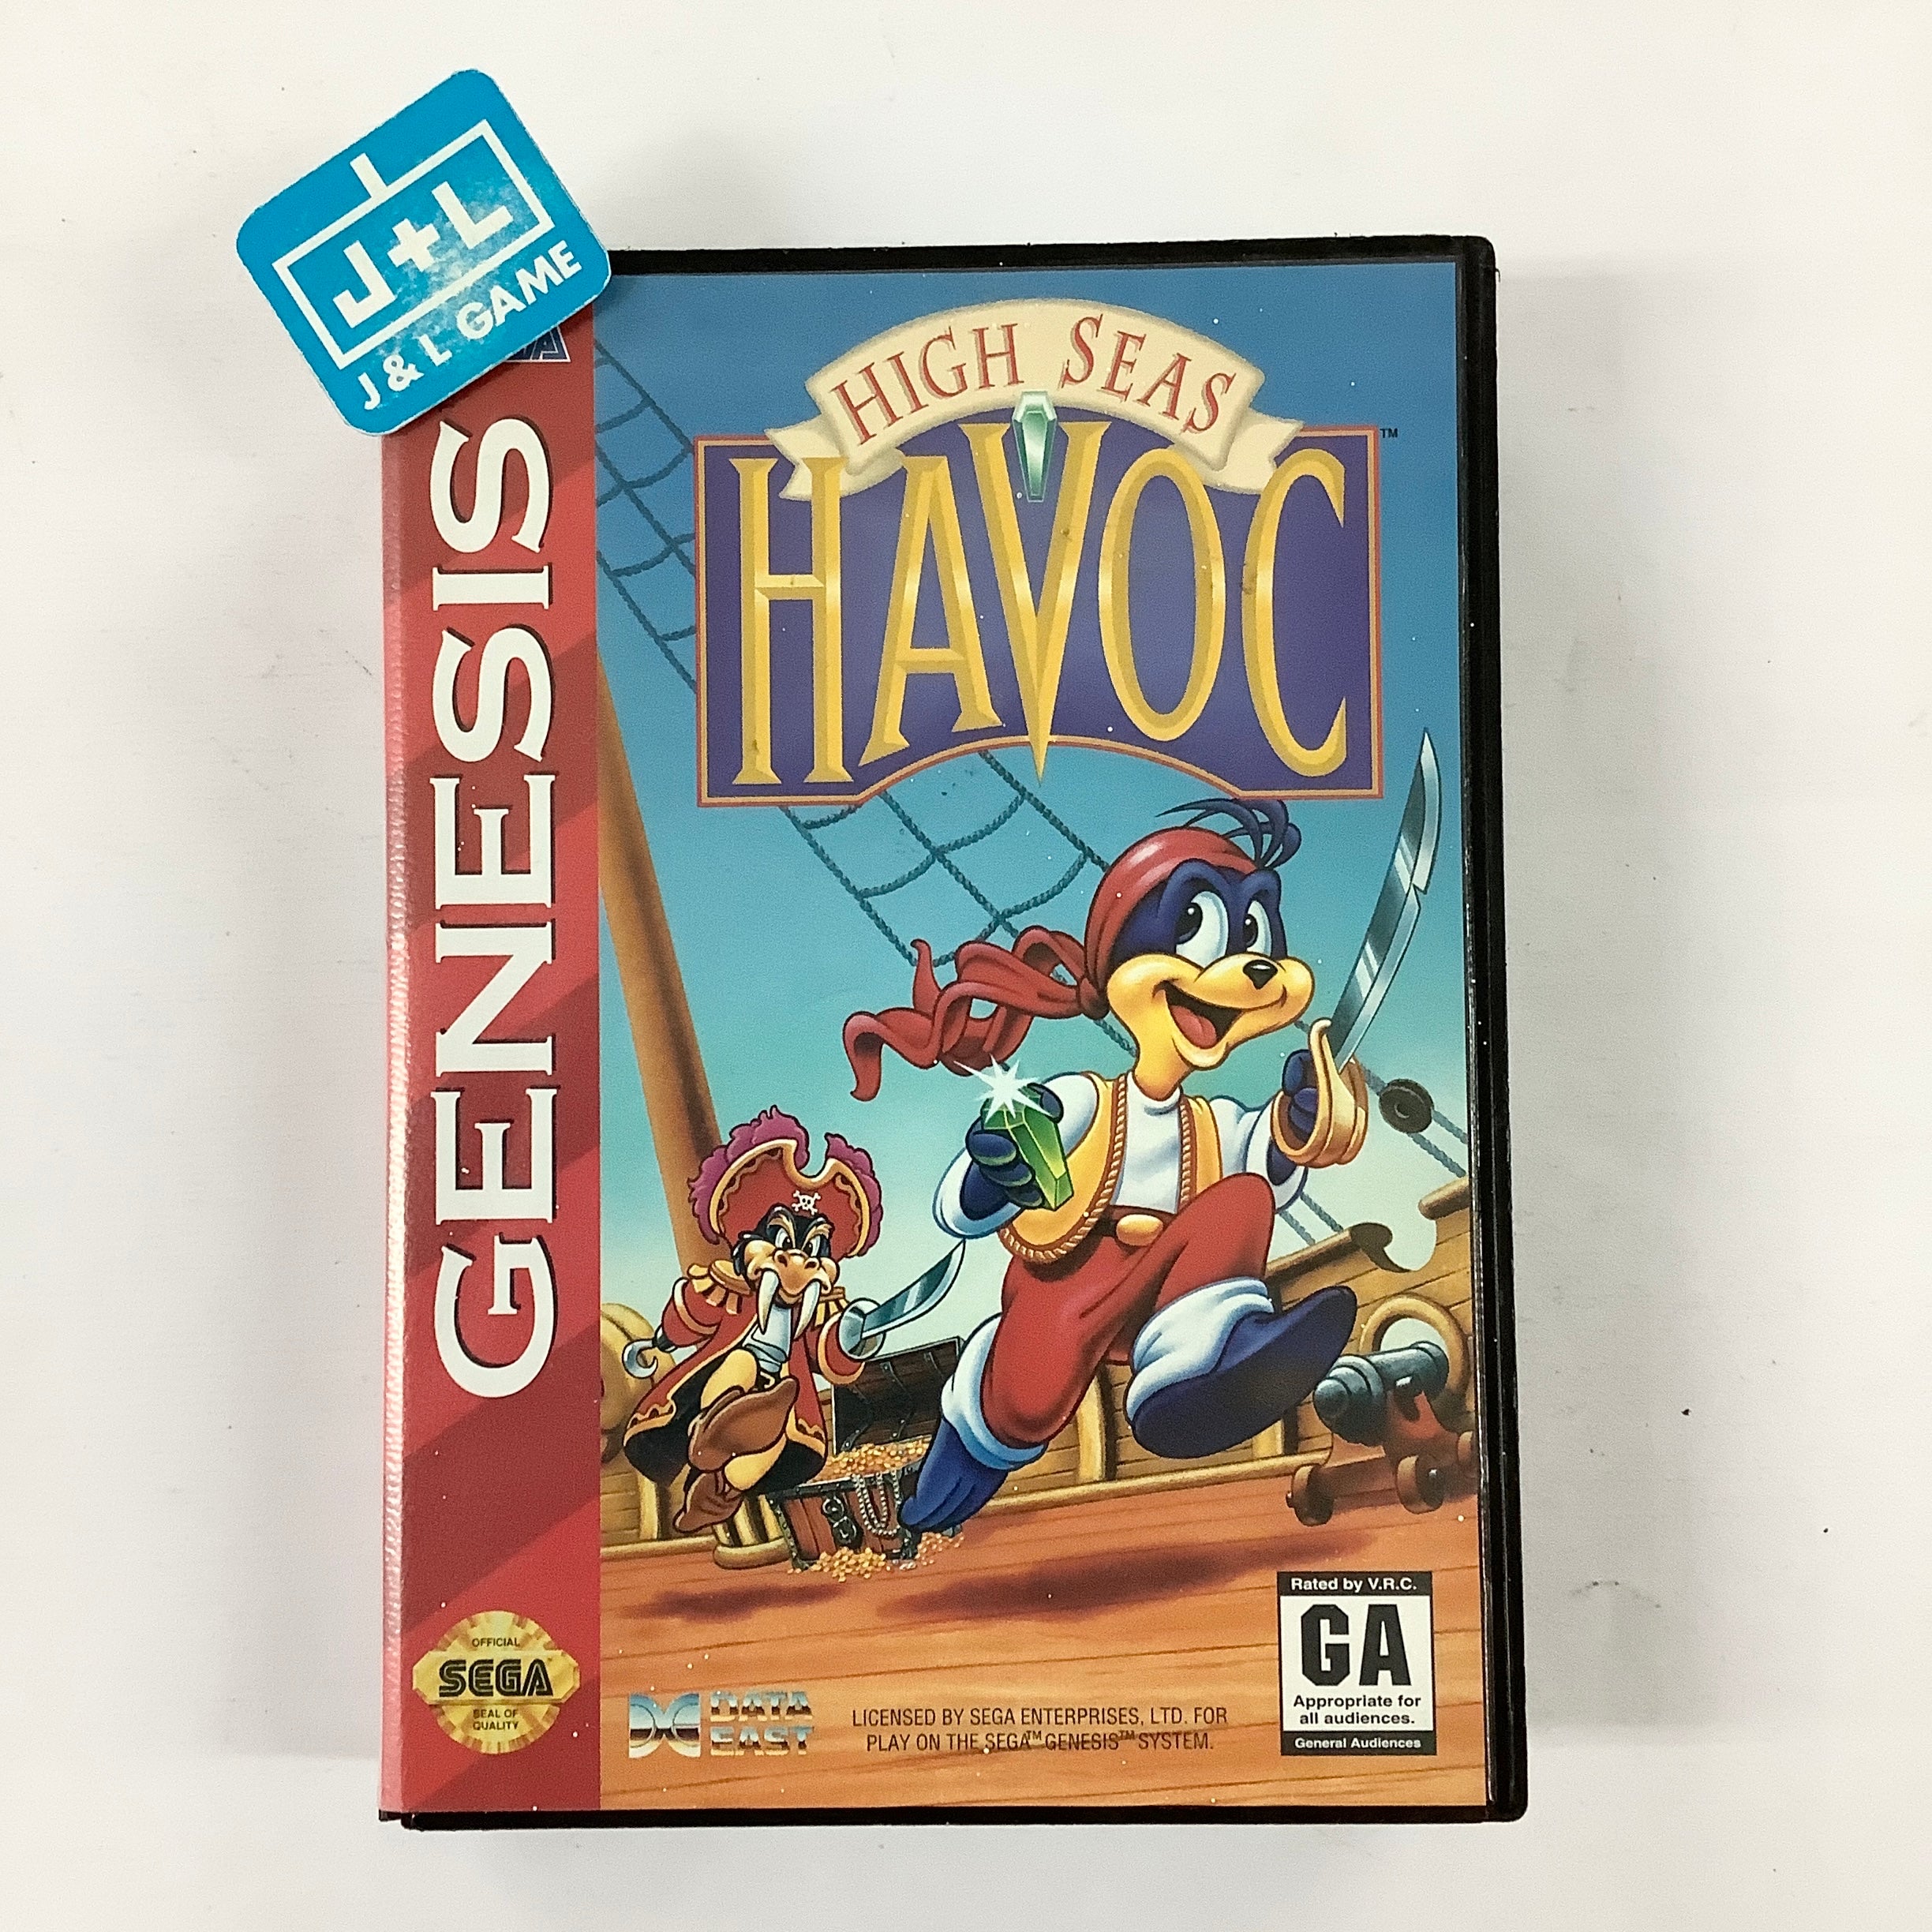 J+L
J & L GAME
GENESIS
HIGH SEAS
HAVOC
TM
Rated by V.R.C.
GA
Appropriate for
all audiences.
General Audiences
OFFICIAL
SEGA
SEAL OF
QUALITY
DATA
EAST
LICENSED BY SEGA ENTERPRISES, LTD. FOR
PLAY ON THE SEGA™ GENESIS™ SYSTEM.